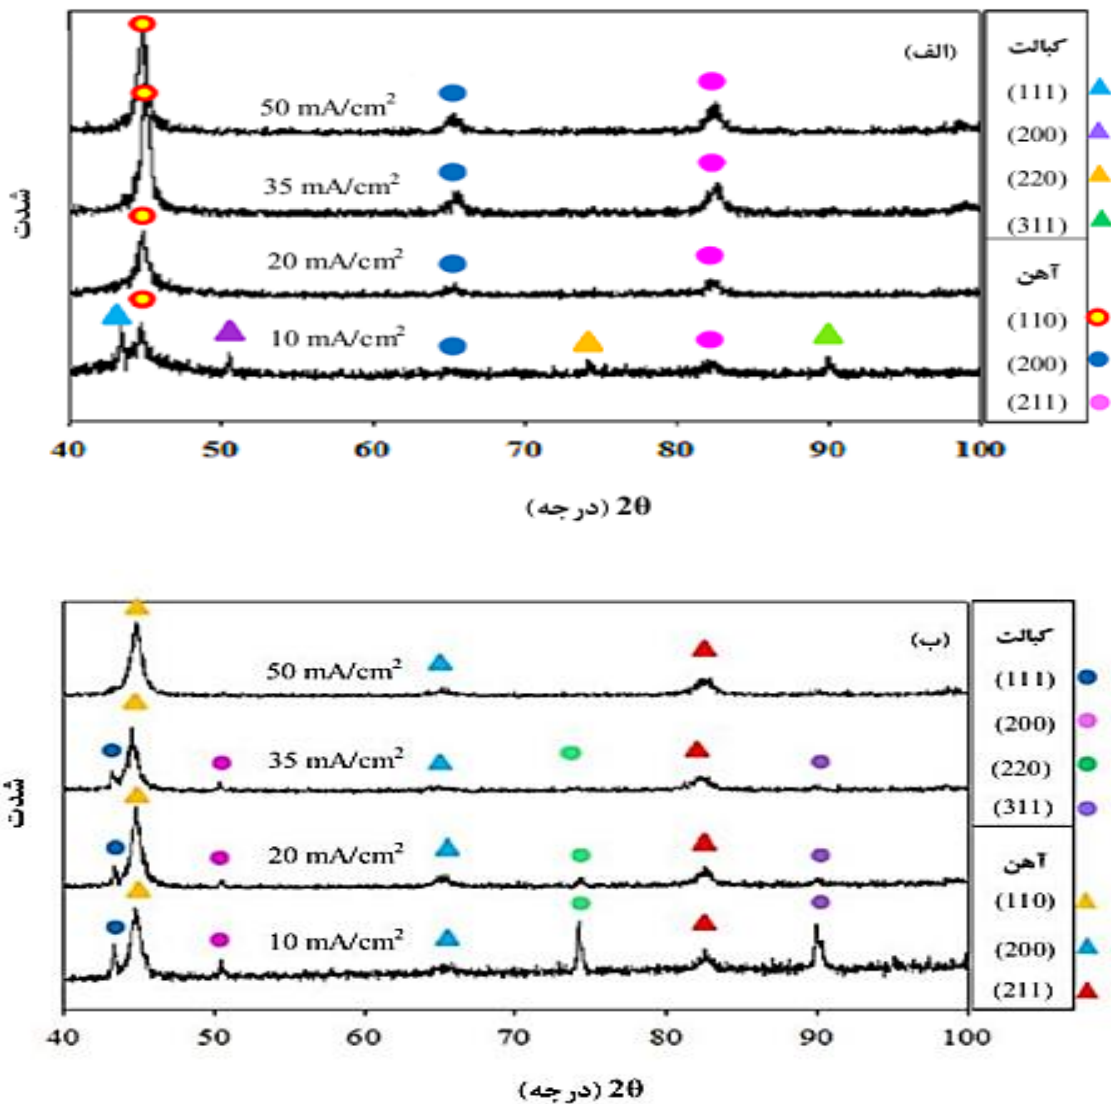 (الف)
50 mA/cm²
35 mA/cm²
20 mA/cm²
10 mA/cm²
شدت
40 50 60 70 80 90 100
2θ (درجه)
کبالت
(111)
(200)
(220)
(311)
آهن
(110)
(200)
(211)
(ب)
50 mA/cm²
35 mA/cm²
20 mA/cm²
10 mA/cm²
شدت
40 50 60 70 80 90 100
2θ (درجه)
کبالت
(111)
(200)
(220)
(311)
آهن
(110)
(200)
(211)